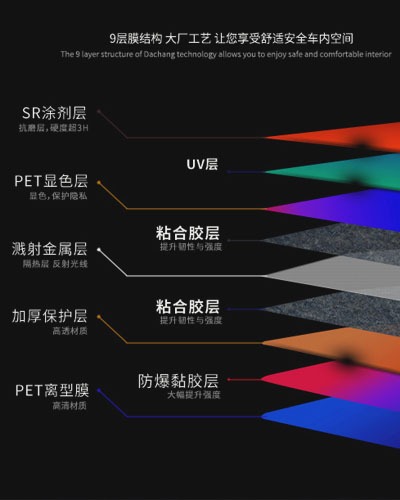 9层膜结构 大厂工艺 让您享受舒适安全车内空间
The 9 layer structure of Dachang technology allows you to enjoy safe and comfortable interior
SR涂剂层
抗磨层,硬度超3H
UV层
PET显色层
显色,保护隐私
粘合胶层
提升韧性与强度
溅射金属层
隔热层 反射光线
粘合胶层
提升韧性与强度
加厚保护层
高透材质
防爆黏胶层
大幅提升强度
PET离型膜
高清材质